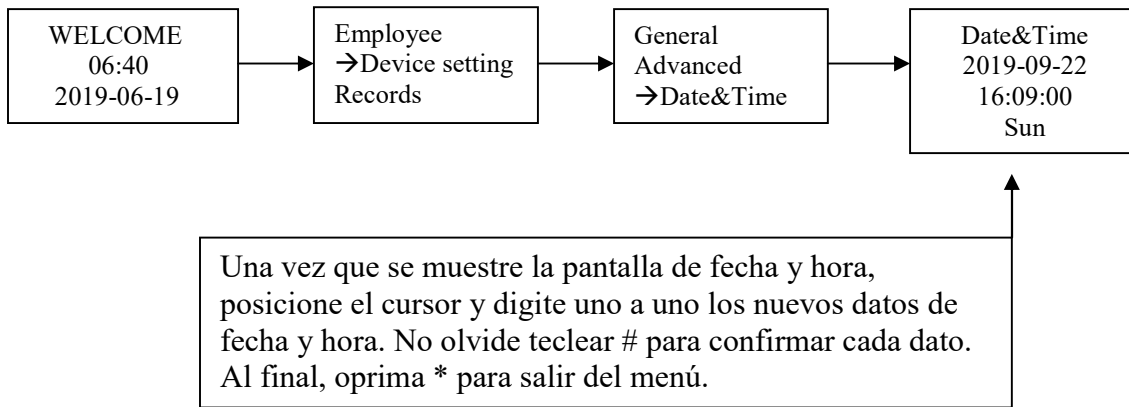 WELCOME
06:40
2019-06-19
Employee
→Device setting
Records
General
Advanced
→Date&Time
Date&Time
2019-09-22
16:09:00
Sun
Una vez que se muestre la pantalla de fecha y hora,
posicione el cursor y digite uno a uno los nuevos datos de
fecha y hora. No olvide teclear # para confirmar cada dato.
Al final, oprima * para salir del menú.